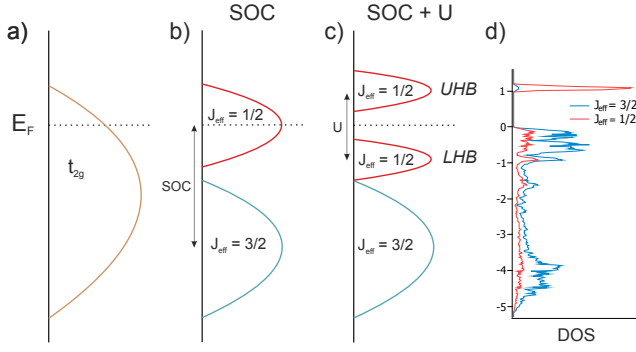 SOC
SOC + U
a)
b)
c)
d)
E_F
t_2g
J_eff = 1/2
SOC
J_eff = 3/2
J_eff = 1/2
UHB
U
J_eff = 1/2
LHB
J_eff = 3/2
J_eff = 3/2
J_eff = 1/2
1
0
-1
-2
-3
-4
-5
DOS